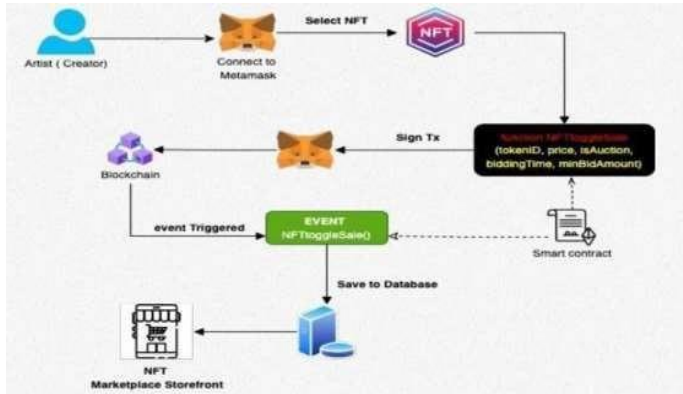 Select NFT
NFT
Artist ( Creator)
Connect to
Metamask
function NFTtoggleSale
(tokenID, price, isAuction,
biddingTime, minBidAmount)
Sign Tx
Blockchain
event Triggered
EVENT
NFTtoggleSale()
Smart contract
Save to Database
NFT
Marketplace Storefront